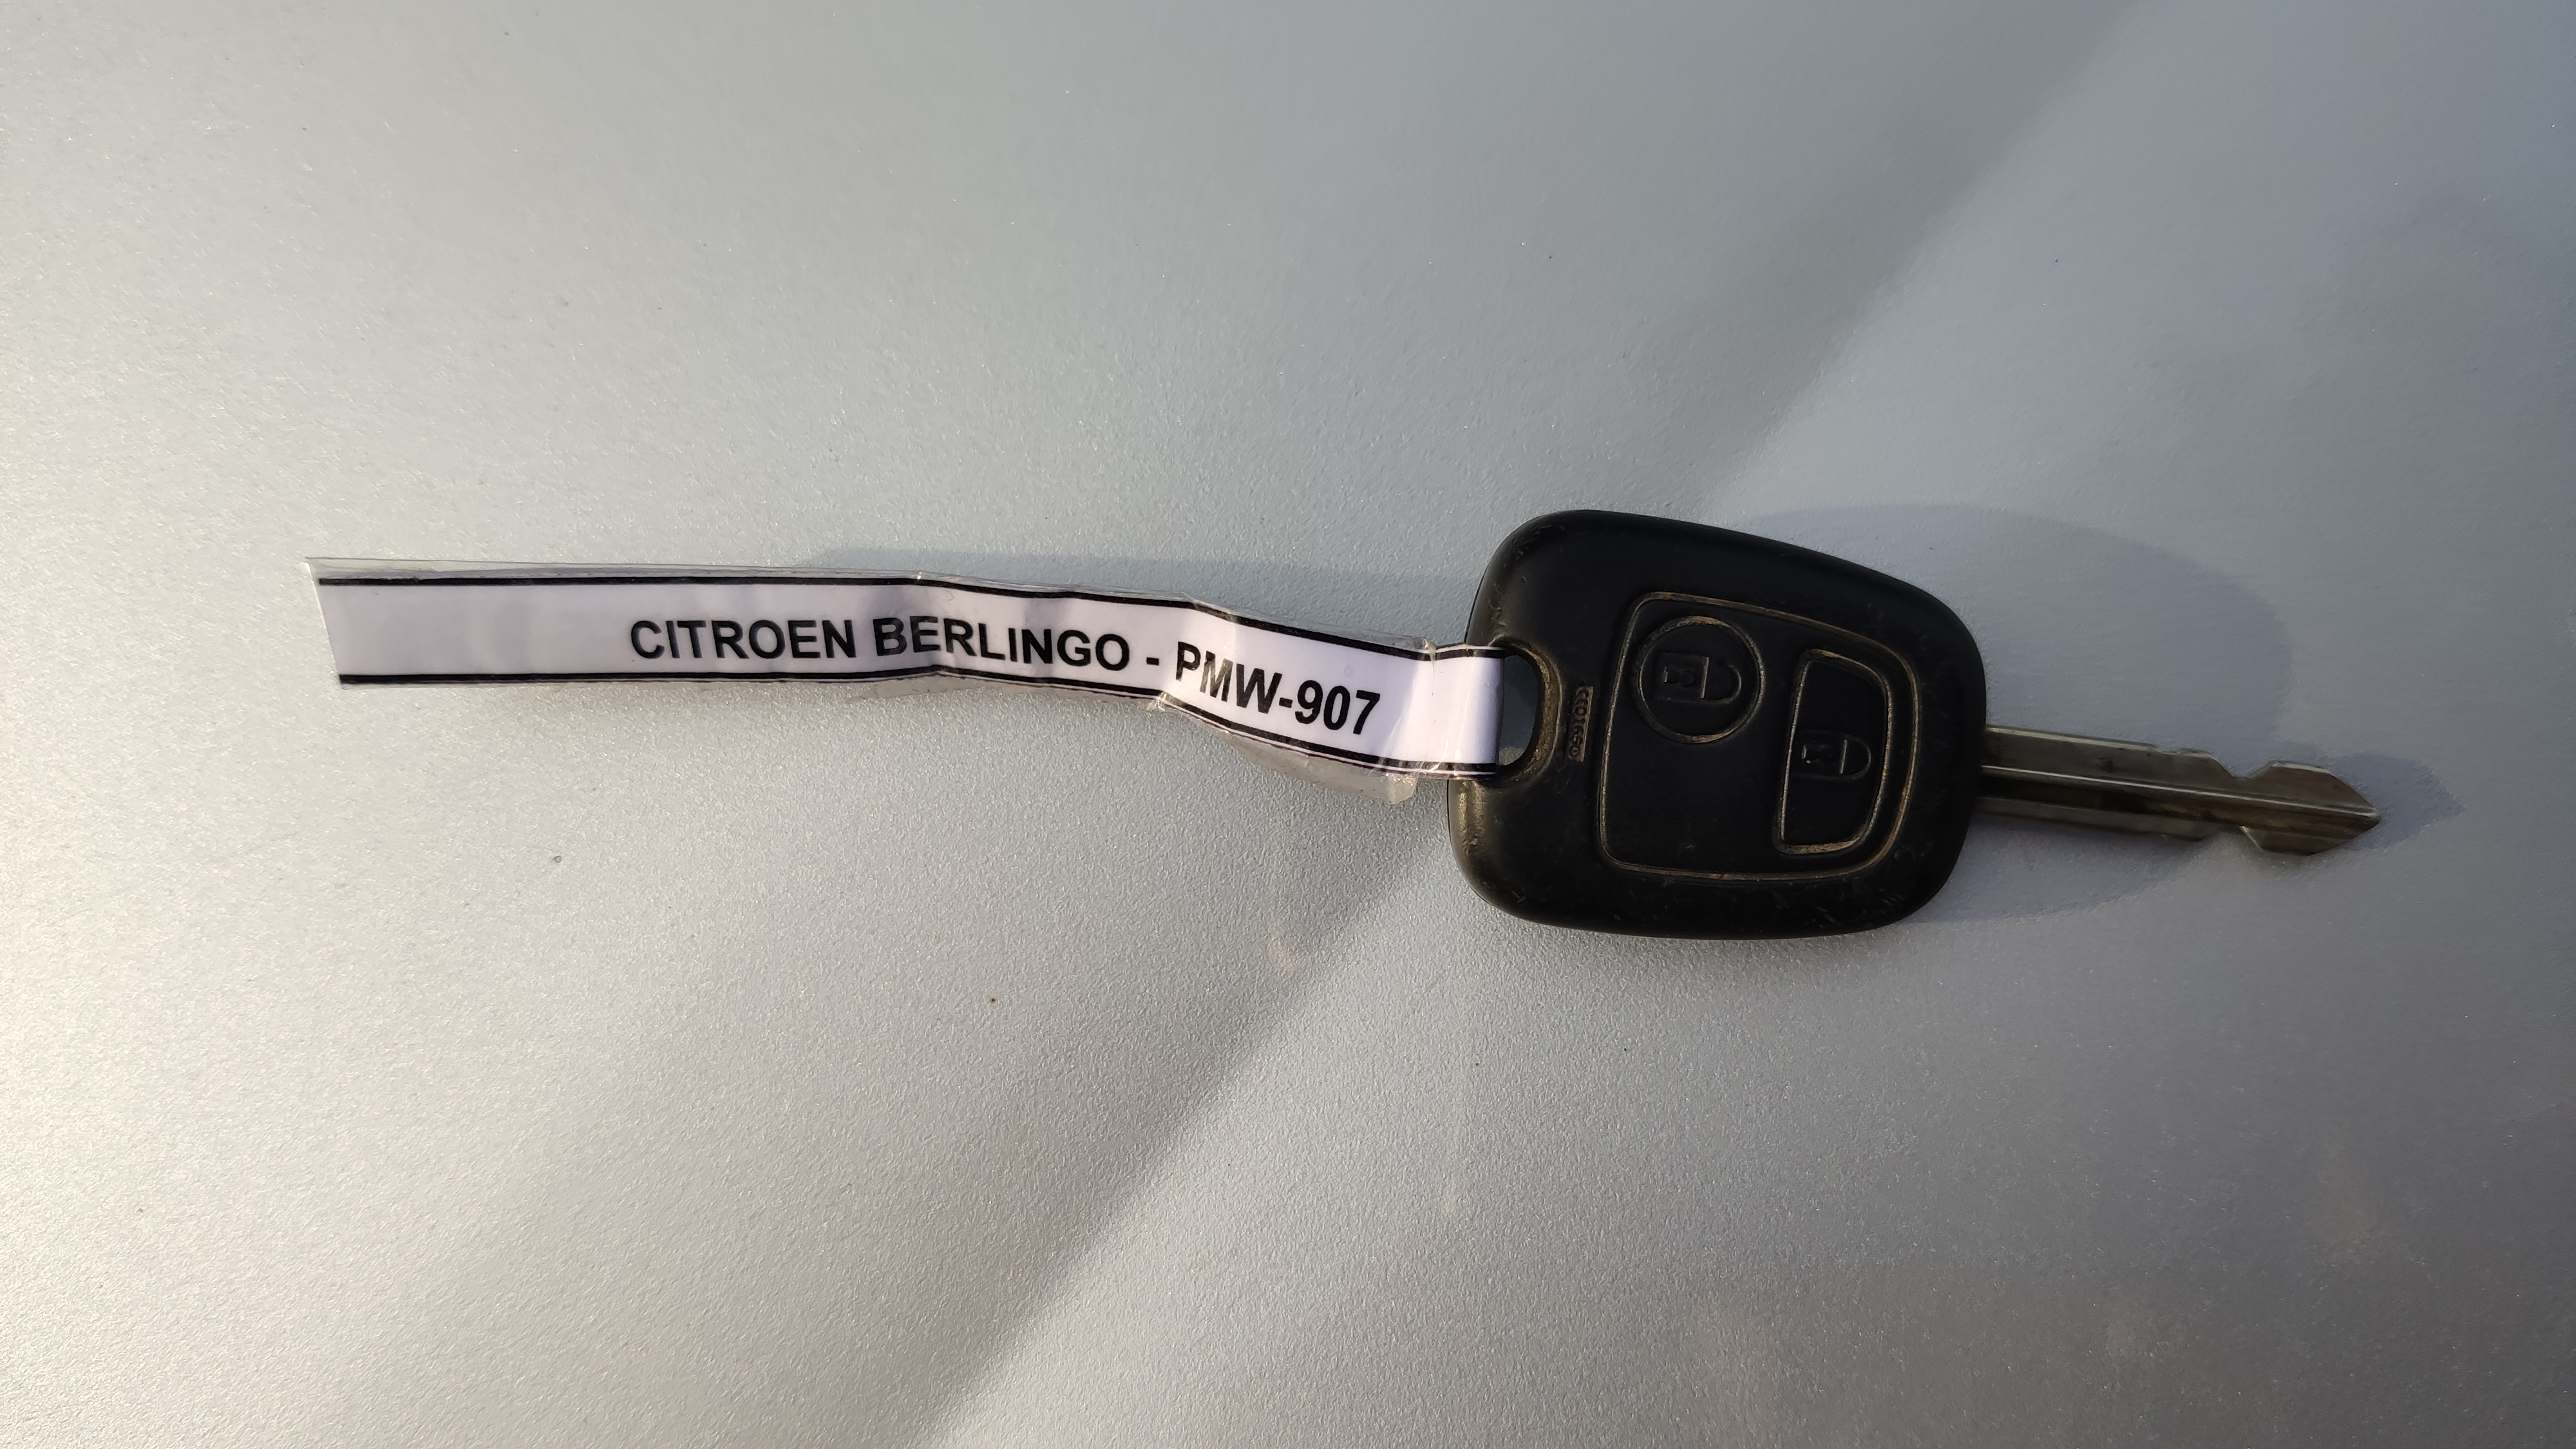 CITROEN BERLINGO - PMW-907